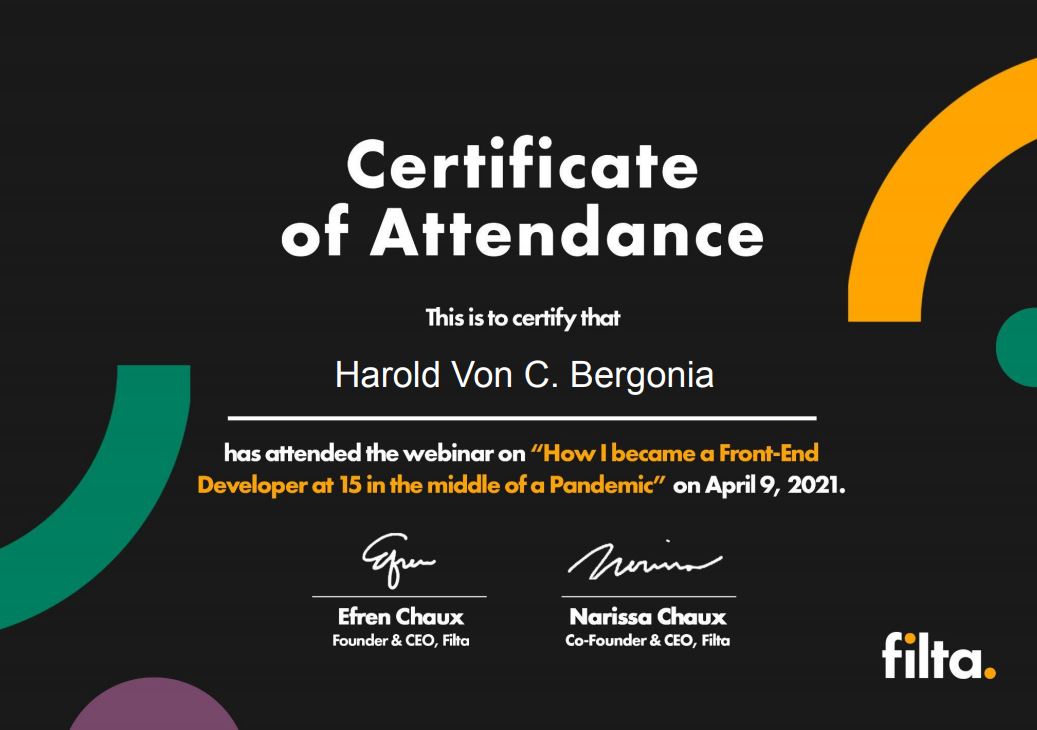 Certificate
of Attendance
This is to certify that
Harold Von C. Bergonia
has attended the webinar on “How I became a Front-End
Developer at 15 in the middle of a Pandemic” on April 9, 2021.
Efren
Narissa
Efren Chaux
Founder & CEO, Filta
Narissa Chaux
Co-Founder & CEO, Filta
filta.